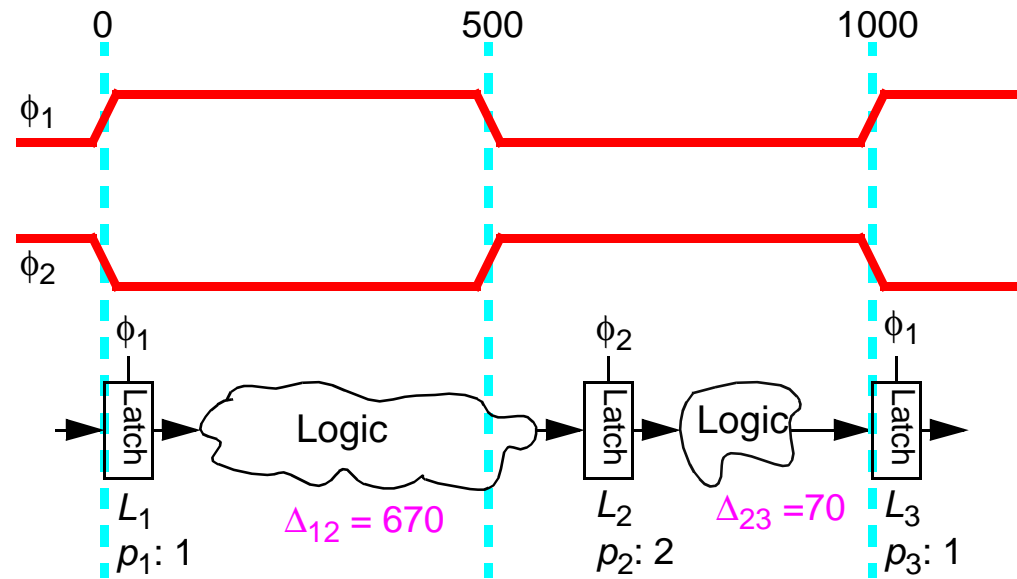 0 500 1000
ϕ1
ϕ2
ϕ1 ϕ2 ϕ1
Latch Logic Latch Logic Latch
L1 Δ12 = 670 L2 Δ23 =70 L3
p1: 1 p2: 2 p3: 1